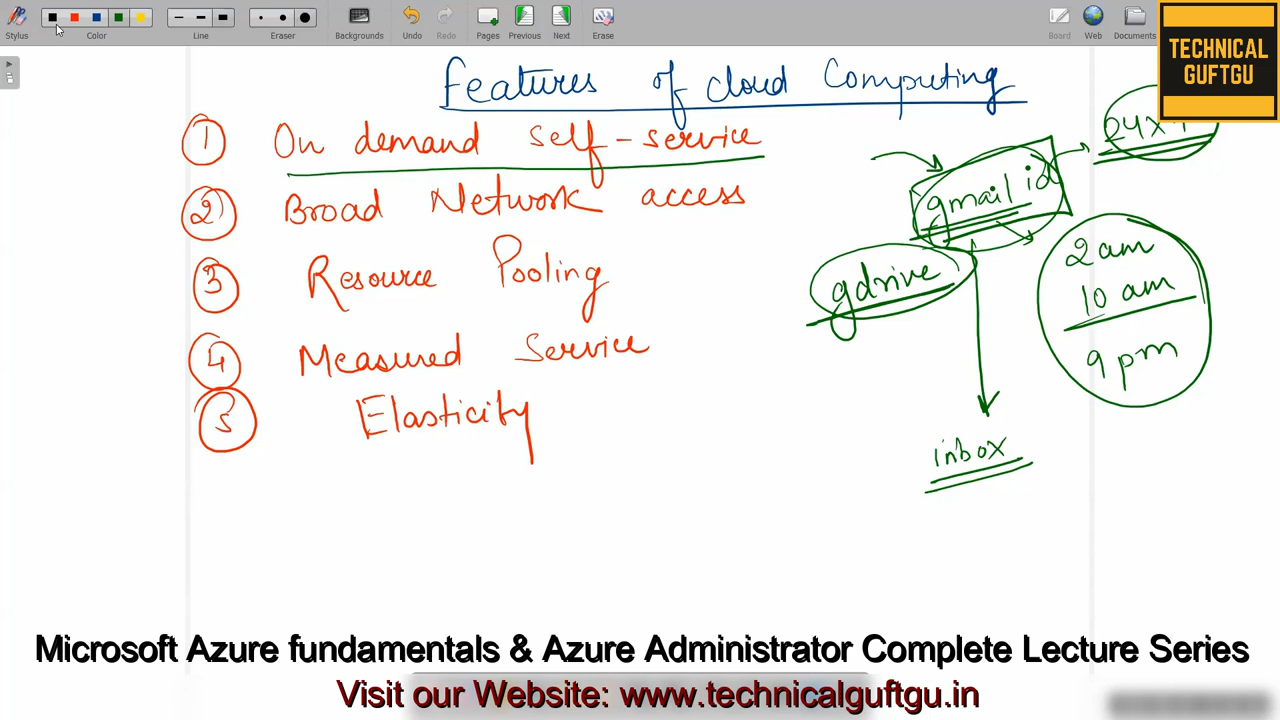 Stylus
Color
Line
Eraser
Backgrounds
Undo
Redo
Pages
Previous
Next
Erase
Board
Web
Documents
TECHNICAL
GUFTGU
Features of cloud Computing
1 On demand self-service
2 Broad Network access
3 Resource Pooling
4 Measured Service
5 Elasticity
gmail id
gdrive
2 am
10 am
9 pm
inbox
Microsoft Azure fundamentals & Azure Administrator Complete Lecture Series
Visit our Website: www.technicalguftgu.in